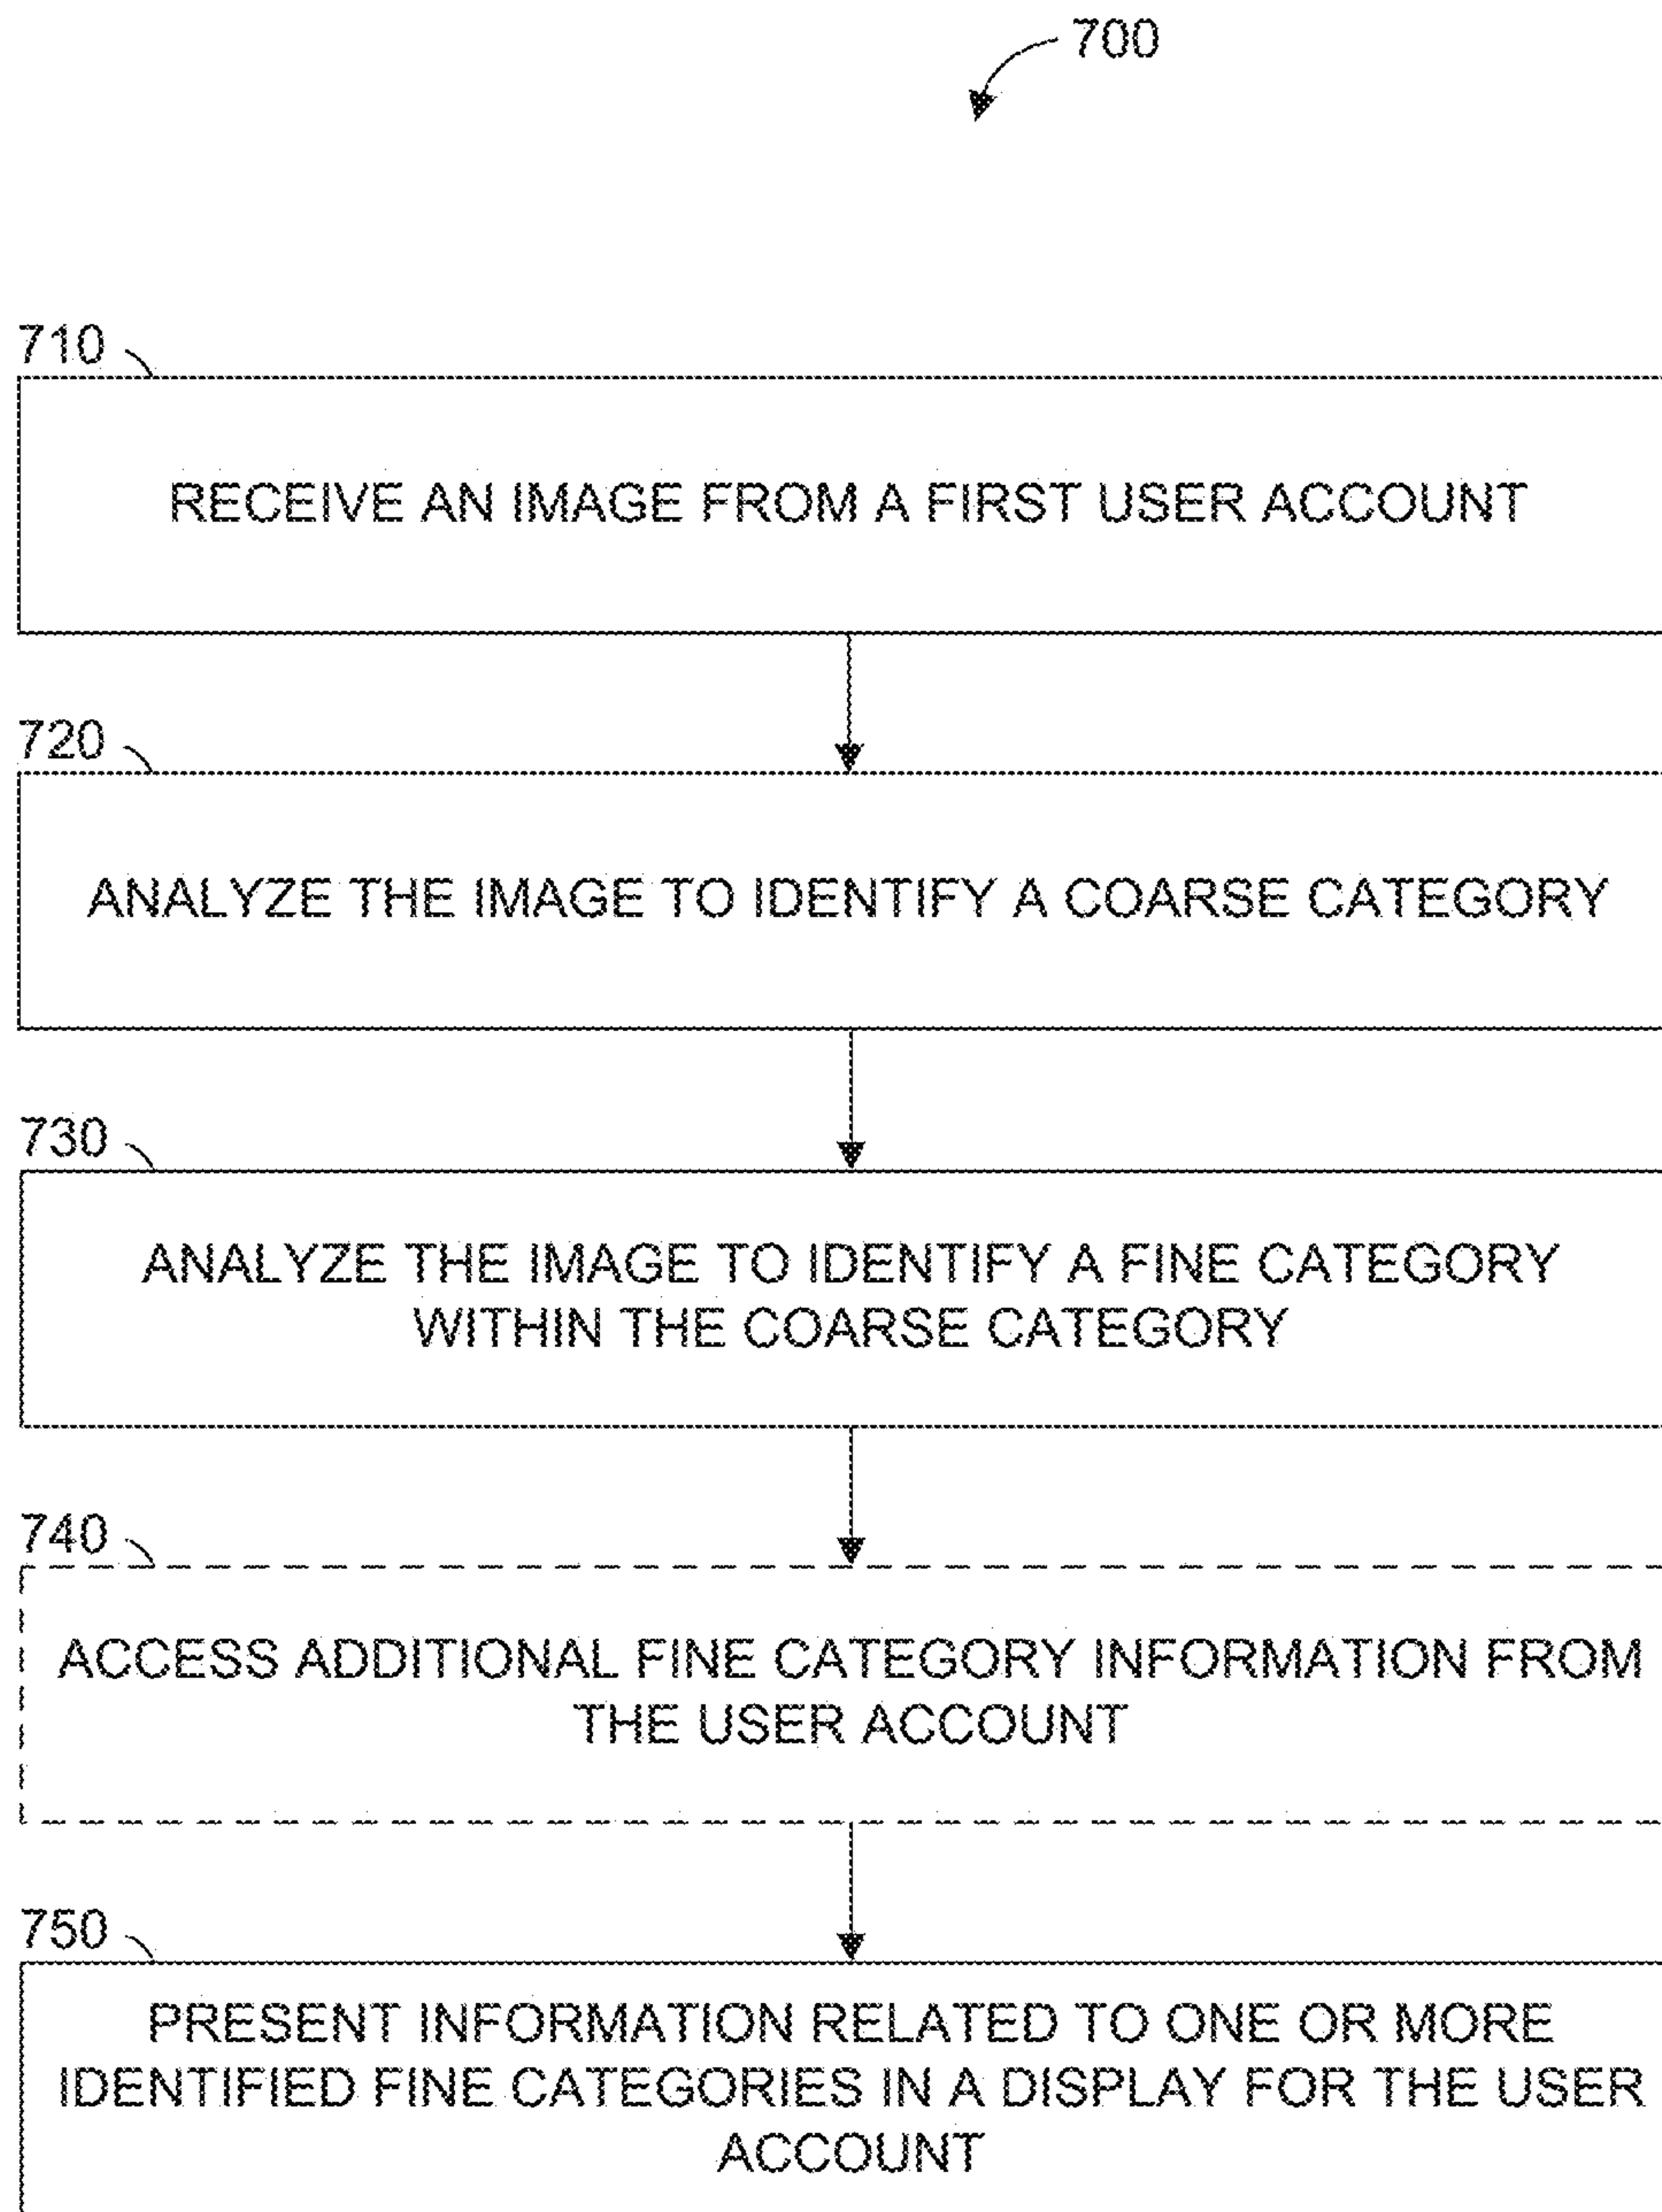 700
710
RECEIVE AN IMAGE FROM A FIRST USER ACCOUNT
720
ANALYZE THE IMAGE TO IDENTIFY A COARSE CATEGORY
730
ANALYZE THE IMAGE TO IDENTIFY A FINE CATEGORY
WITHIN THE COARSE CATEGORY
740
ACCESS ADDITIONAL FINE CATEGORY INFORMATION FROM
THE USER ACCOUNT
750
PRESENT INFORMATION RELATED TO ONE OR MORE
IDENTIFIED FINE CATEGORIES IN A DISPLAY FOR THE USER
ACCOUNT